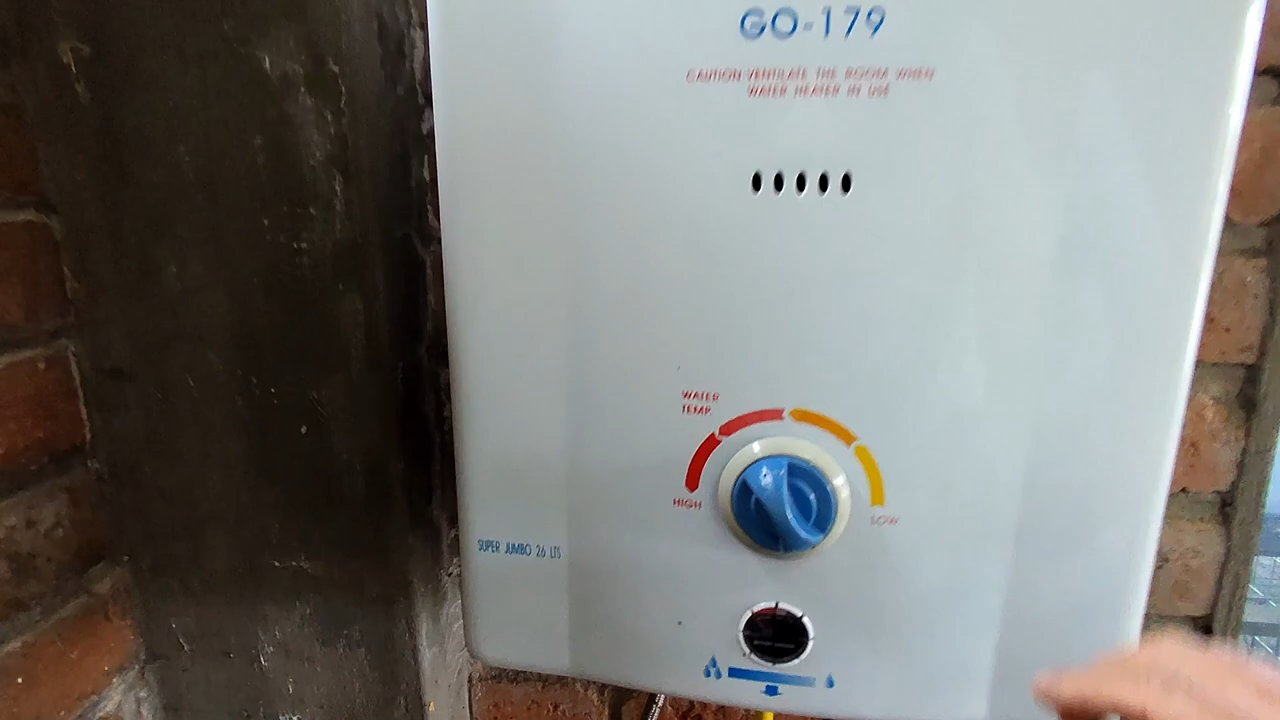 GO-179
CAUTION VENTILATE THE ROOM WHEN
WATER HEATER IN USE
WATER
TEMP.
HIGH
LOW
SUPER JUMBO 26 LTS